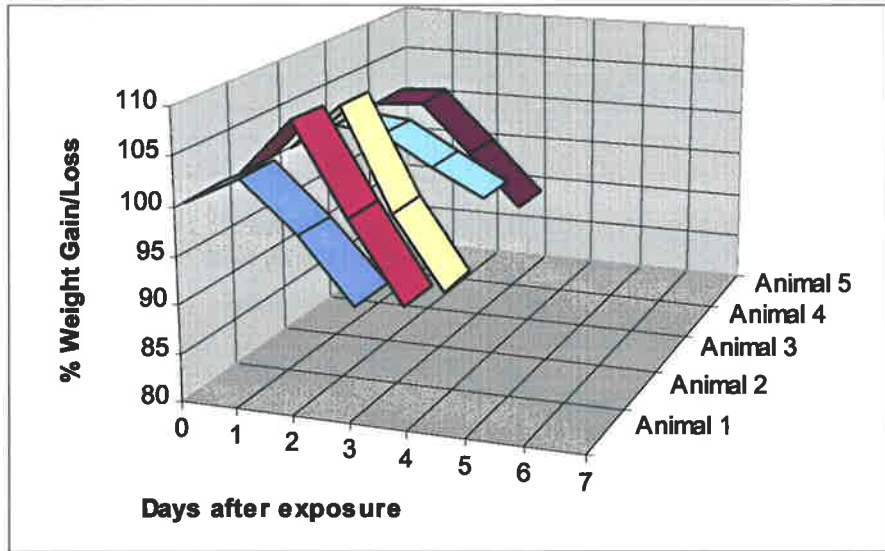 % Weight Gain/Loss
110
105
100
95
90
85
80
0
1
2
3
4
5
6
7
Animal 5
Animal 4
Animal 3
Animal 2
Animal 1
Days after exposure